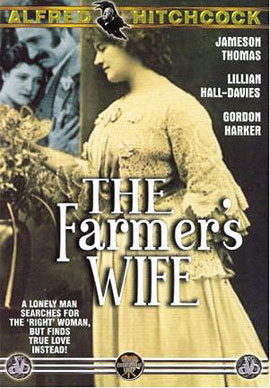 ALFRED HITCHCOCK
JAMESON
THOMAS
LILLIAN
HALL-DAVIES
GORDON
HARKER
THE
FARMER'S
WIFE
A LONELY MAN
SEARCHES FOR
THE 'RIGHT' WOMAN,
BUT FINDS
TRUE LOVE
INSTEAD!